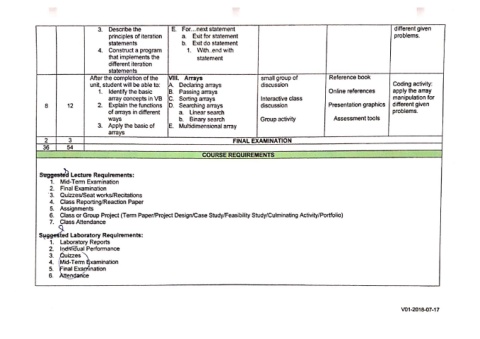 3. Describe the principles of iteration statements
4. Construct a program that implements the different iteration statements
E. For...next statement
a. Exit for statement
b. Exit do statement
1. With..end with statement
different given problems.
8
12
After the completion of the unit, student will be able to:
1. Identify the basic array concepts in VB
2. Explain the functions of arrays in different ways
3. Apply the basic of arrays
VIII. Arrays
A. Declaring arrays
B. Passing arrays
C. Sorting arrays
D. Searching arrays
a. Linear search
b. Binary search
E. Multidimensional array
small group of discussion
Interactive class discussion
Group activity
Reference book
Online references
Presentation graphics
Assessment tools
Coding activity: apply the array manipulation for different given problems.
2
3
FINAL EXAMINATION
36
54
COURSE REQUIREMENTS
Suggested Lecture Requirements:
1. Mid-Term Examination
2. Final Examination
3. Quizzes/Seat works/Recitations
4. Class Reporting/Reaction Paper
5. Assignments
6. Class or Group Project (Term Paper/Project Design/Case Study/Feasibility Study/Culminating Activity/Portfolio)
7. Class Attendance
Suggested Laboratory Requirements:
1. Laboratory Reports
2. Individual Performance
3. Quizzes
4. Mid-Term Examination
5. Final Examination
6. Attendance
V01-2018-07-17